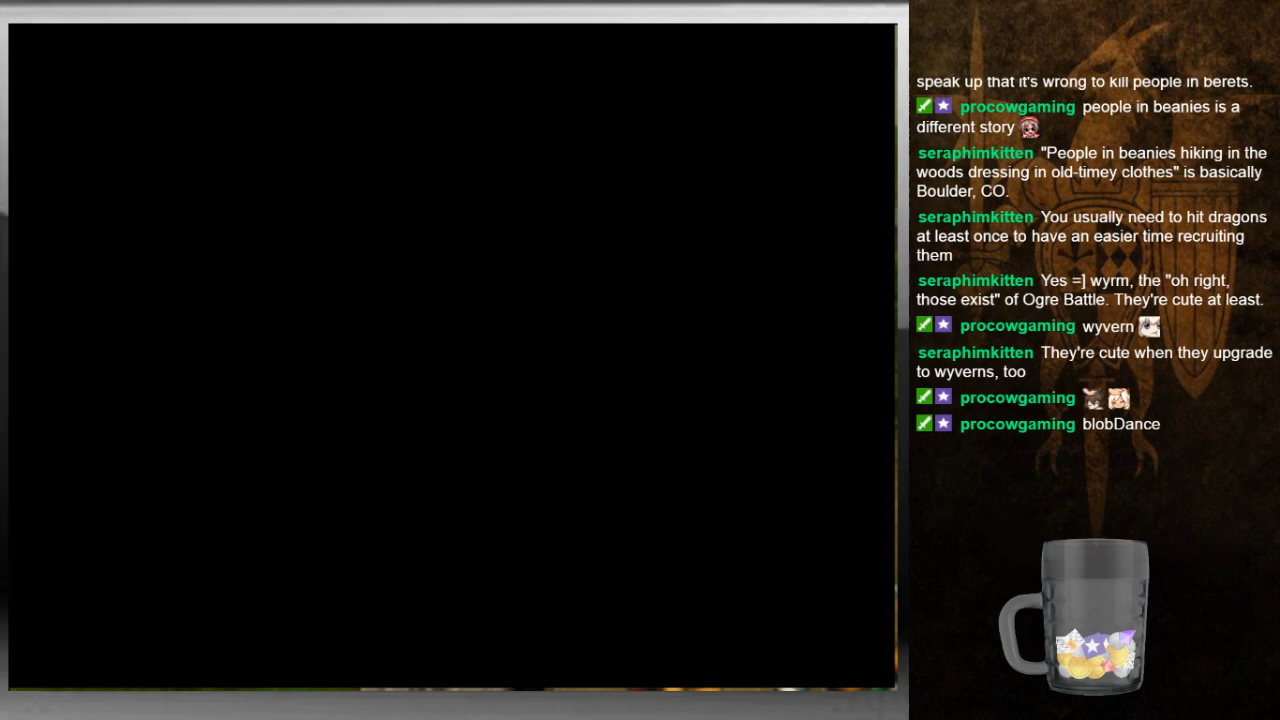 speak up that it's wrong to kill people in berets.
procowgaming people in beanies is a
different story
seraphimkitten "People in beanies hiking in the
woods dressing in old-timey clothes" is basically
Boulder, CO.
seraphimkitten You usually need to hit dragons
at least once to have an easier time recruiting
them
seraphimkitten Yes =] wyrm, the "oh right,
those exist" of Ogre Battle. They're cute at least.
procowgaming wyvern
seraphimkitten They're cute when they upgrade
to wyverns, too
procowgaming
procowgaming blobDance